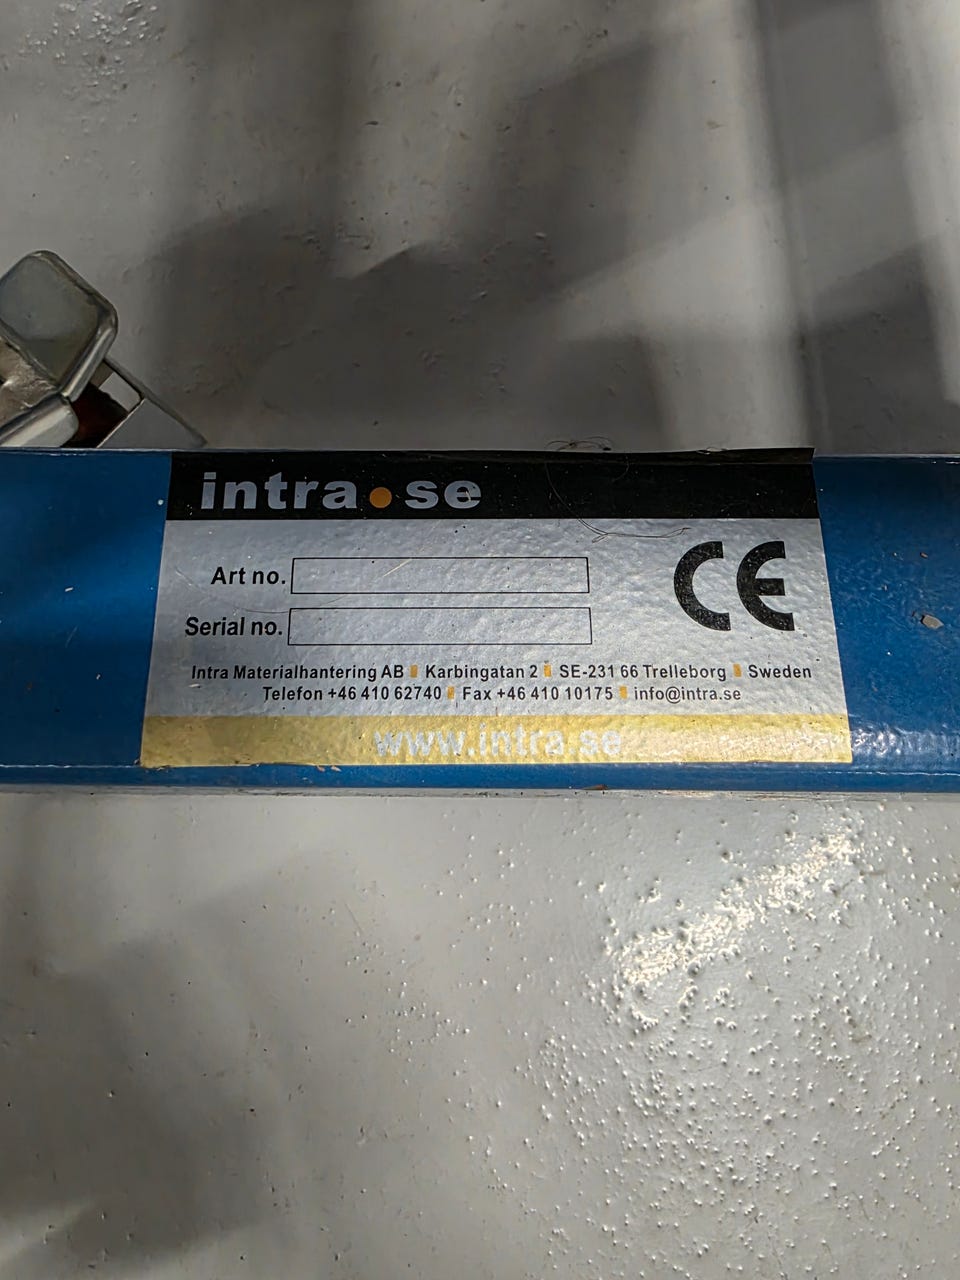 intra.se
Art no.
CE
Serial no.
Intra Materialhantering AB Karbingatan 2 SE-231 66 Trelleborg Sweden
Telefon +46 410 62740 Fax +46 410 10175 info@intra.se
www.intra.se